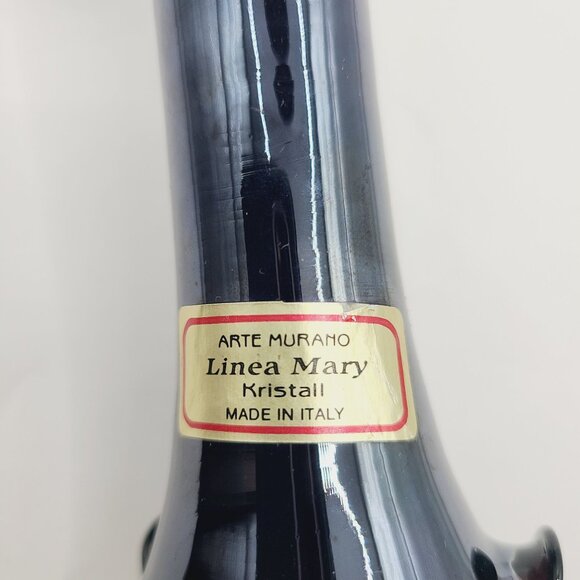 ARTE MURANO
Linea Mary
Kristall
MADE IN ITALY